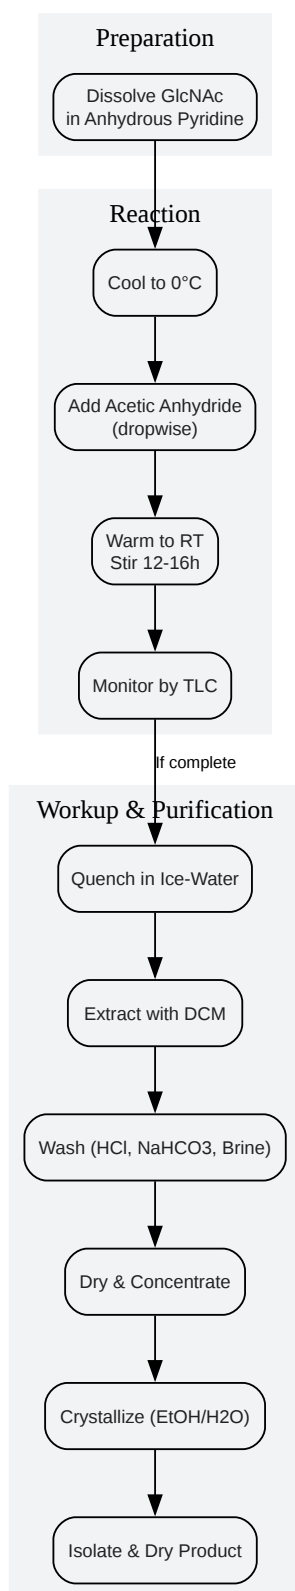 Preparation
Dissolve GlcNAc
in Anhydrous Pyridine
Reaction
Cool to 0°C
Add Acetic Anhydride
(dropwise)
Warm to RT
Stir 12-16h
Monitor by TLC
If complete
Workup & Purification
Quench in Ice-Water
Extract with DCM
Wash (HCl, NaHCO3, Brine)
Dry & Concentrate
Crystallize (EtOH/H2O)
Isolate & Dry Product